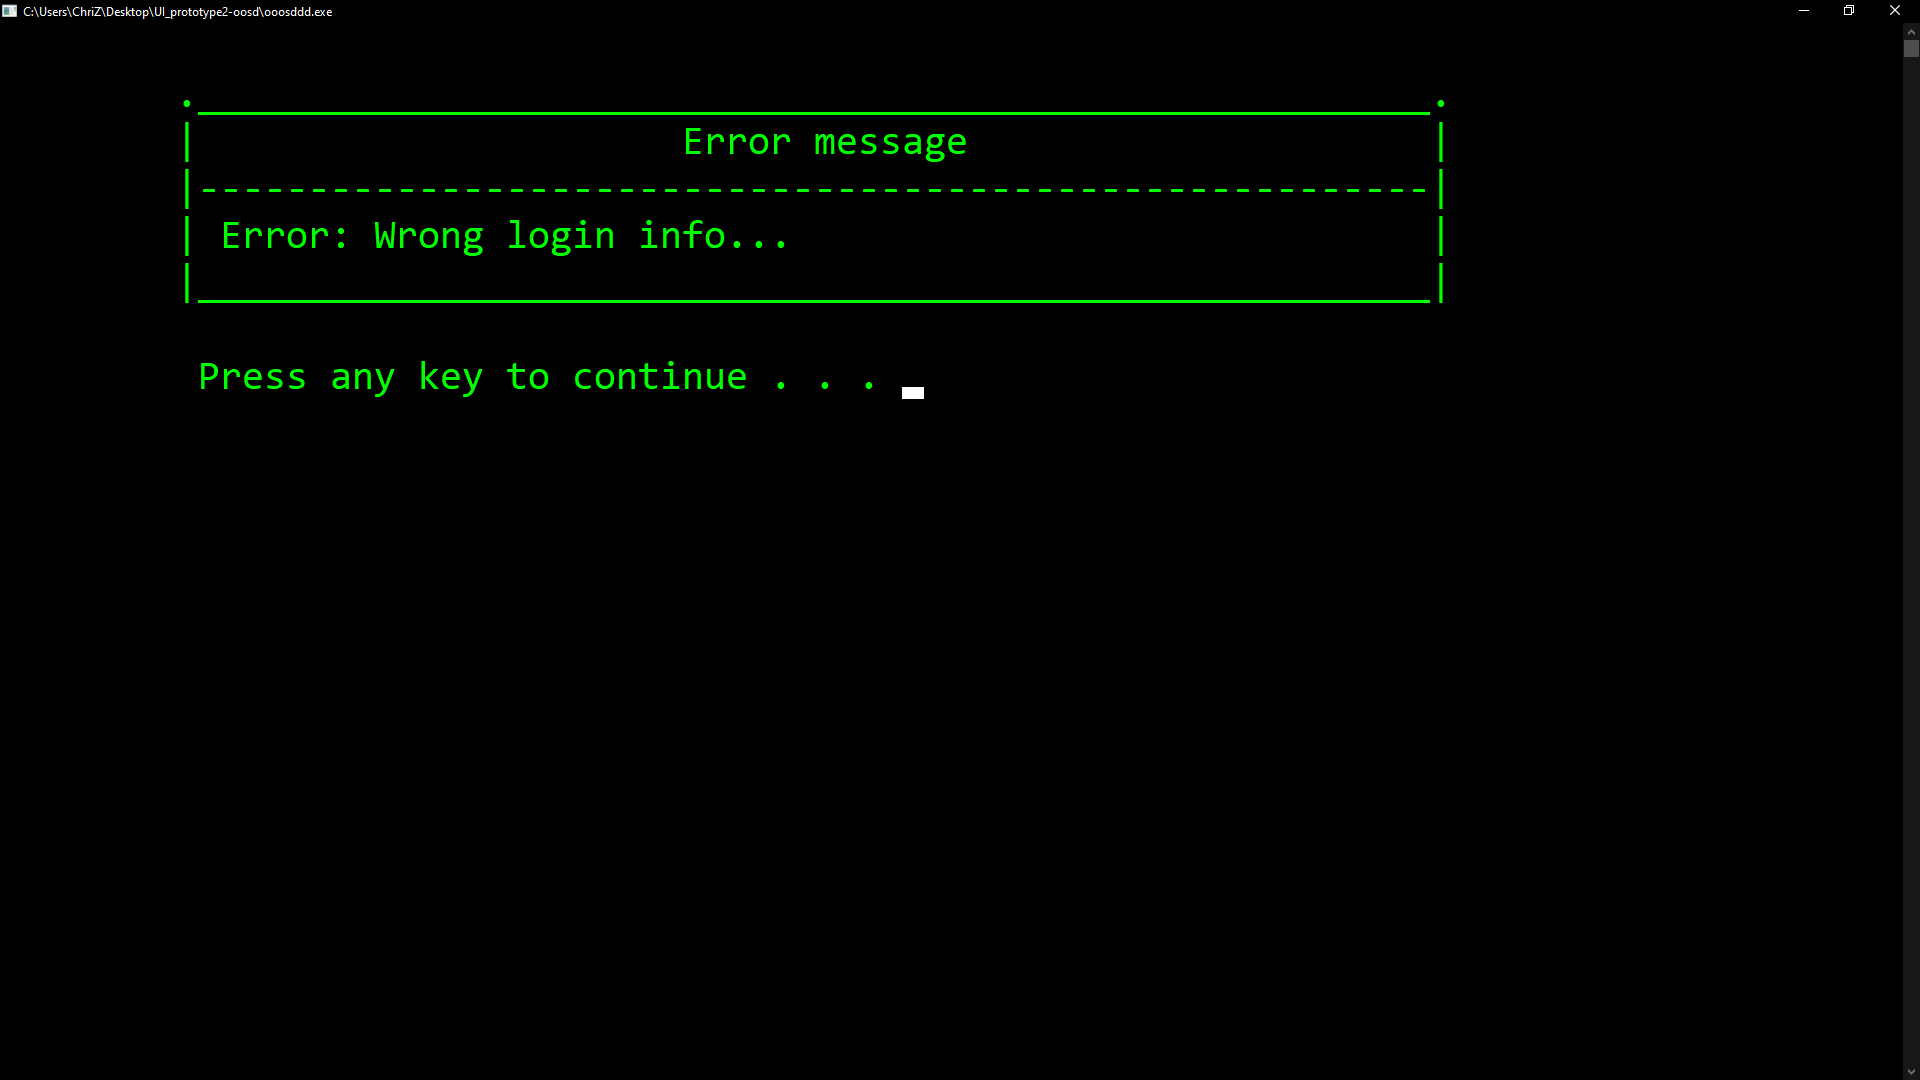 C:\Users\ChriZ\Desktop\UI_prototype2-oosd\ooosddd.exe
Error message
Error: Wrong login info...
Press any key to continue . . .